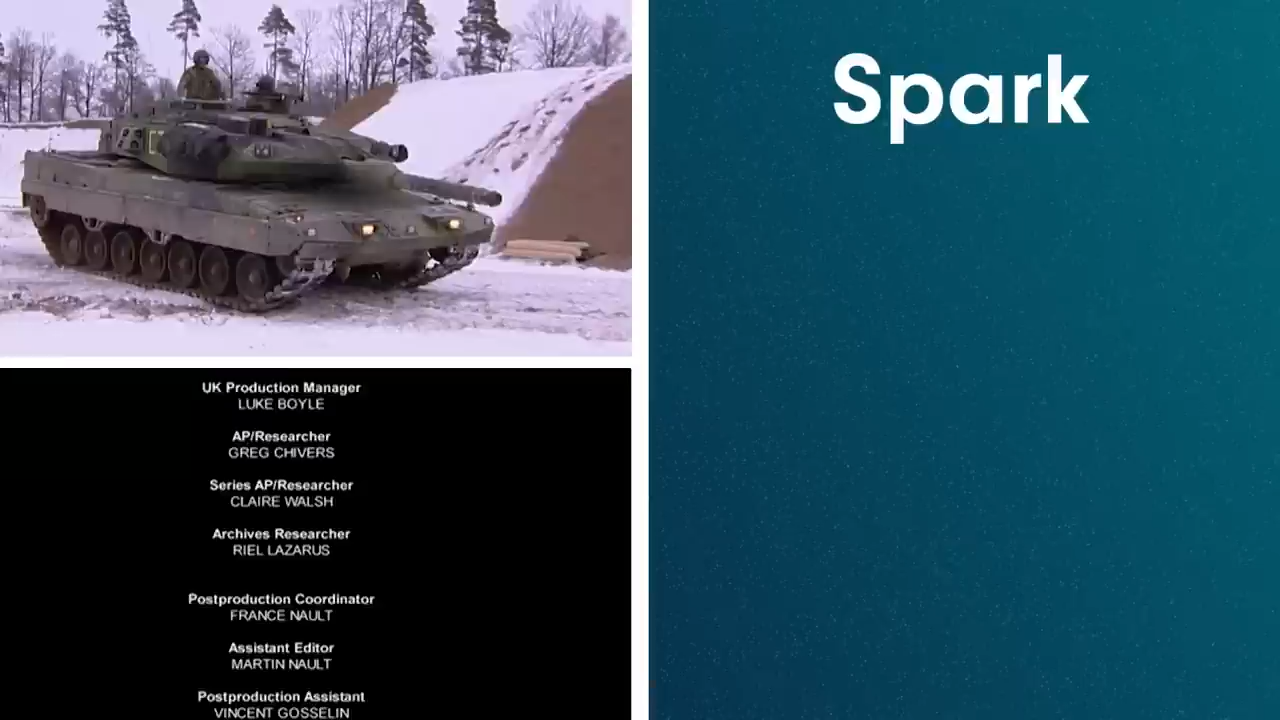 Spark
UK Production Manager
LUKE BOYLE
AP/Researcher
GREG CHIVERS
Series AP/Researcher
CLAIRE WALSH
Archives Researcher
RIEL LAZARUS
Postproduction Coordinator
FRANCE NAULT
Assistant Editor
MARTIN NAULT
Postproduction Assistant
VINCENT GOSSELIN